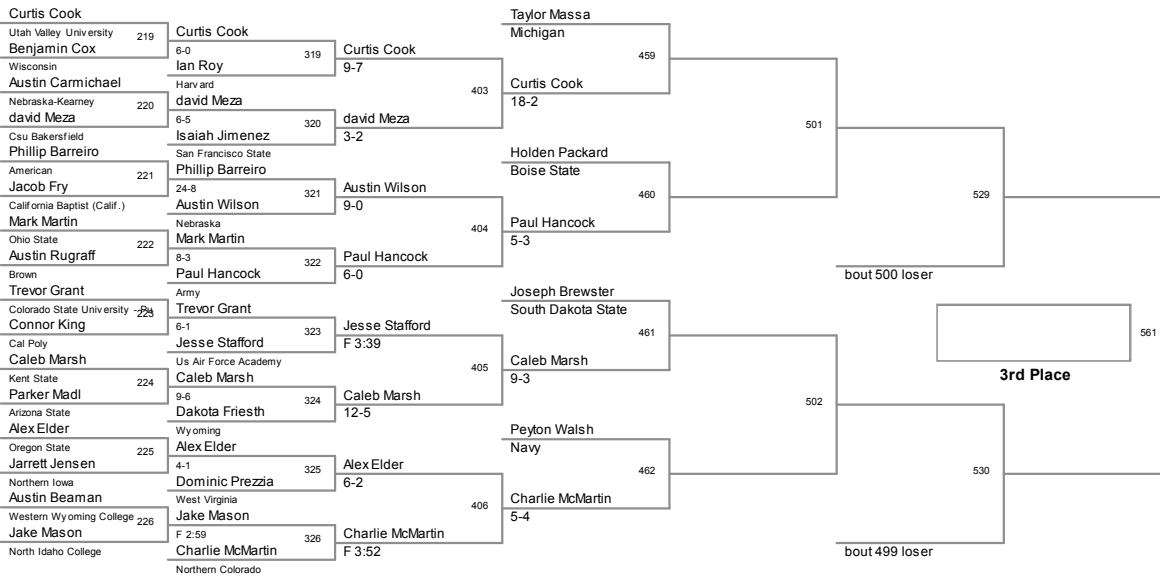 Curtis Cook
Utah Valley University
219
Benjamin Cox
Wisconsin
Austin Carmichael
Nebraska-Kearney
220
david Meza
Csu Bakersfield
Phillip Barreiro
American
221
Jacob Fry
California Baptist (Calif.)
Mark Martin
Ohio State
222
Austin Rugraff
Brown
Trevor Grant
Colorado State University - Pu
223
Connor King
Cal Poly
Caleb Marsh
Kent State
224
Parker Madl
Arizona State
Alex Elder
Oregon State
225
Jarrett Jensen
Northern Iowa
Austin Beaman
Western Wyoming College
226
Jake Mason
North Idaho College
Curtis Cook
6-0
319
Ian Roy
Harvard
david Meza
6-5
320
Isaiah Jimenez
San Francisco State
Phillip Barreiro
24-8
321
Austin Wilson
Nebraska
Mark Martin
8-3
322
Paul Hancock
Army
Trevor Grant
6-1
323
Jesse Stafford
Us Air Force Academy
Caleb Marsh
9-6
324
Dakota Friesth
Wyoming
Alex Elder
4-1
325
Dominic Prezzia
West Virginia
Jake Mason
F 2:59
326
Charlie McMartin
Northern Colorado
Curtis Cook
9-7
403
david Meza
3-2
Austin Wilson
9-0
404
Paul Hancock
6-0
Jesse Stafford
F 3:39
405
Caleb Marsh
12-5
Alex Elder
6-2
406
Charlie McMartin
F 3:52
Taylor Massa
Michigan
459
Curtis Cook
18-2
Holden Packard
Boise State
460
Paul Hancock
5-3
Joseph Brewster
South Dakota State
461
Caleb Marsh
9-3
Peyton Walsh
Navy
462
Charlie McMartin
5-4
501
502
529
bout 500 loser
530
bout 499 loser
561
3rd Place